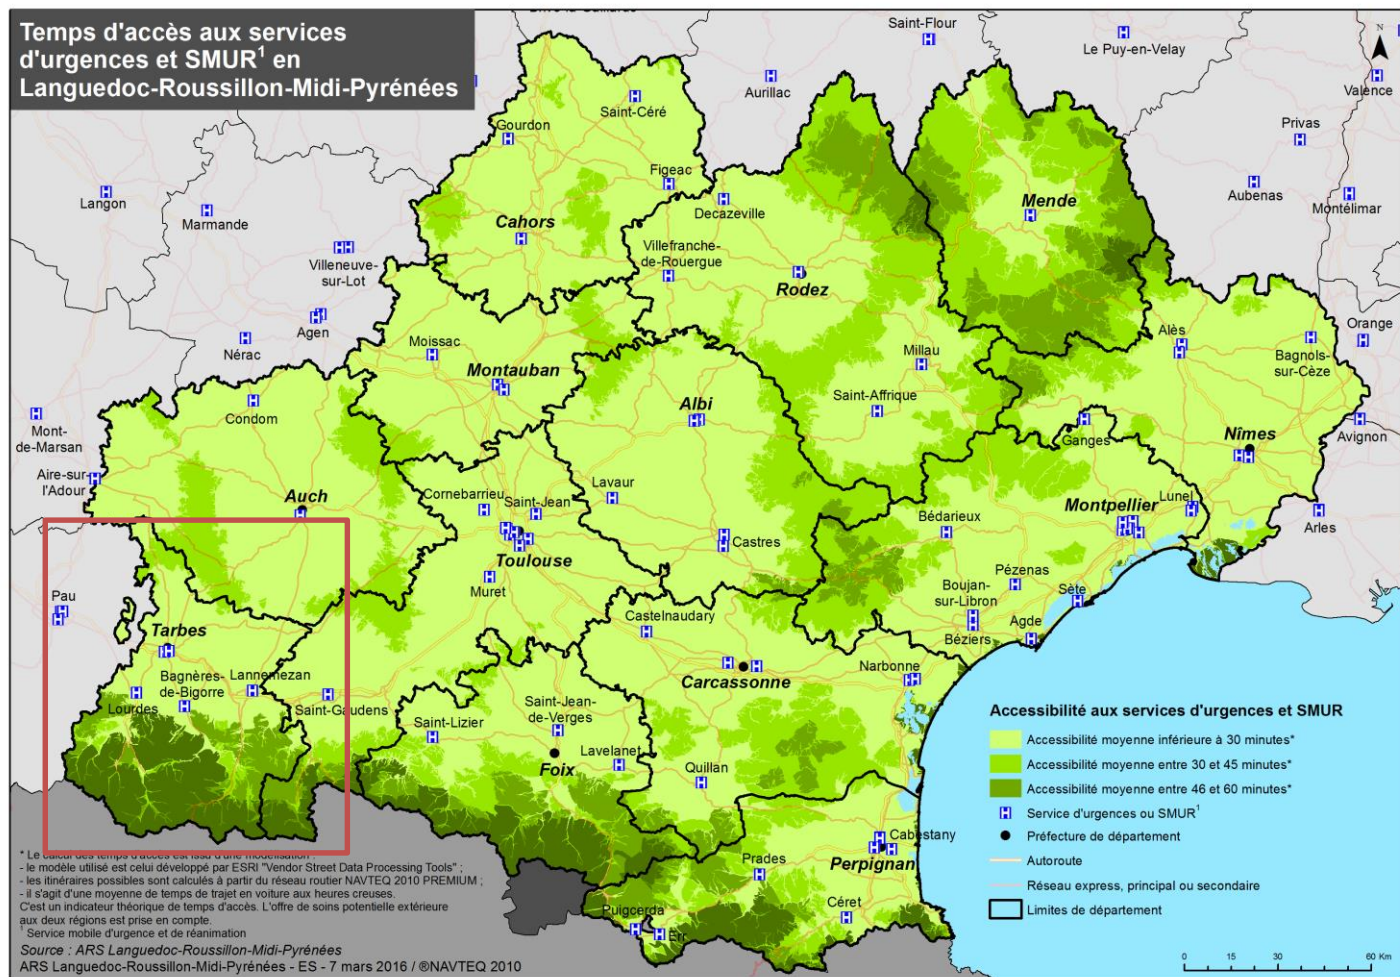 Temps d'accès aux services
d'urgences et SMUR¹ en
Languedoc-Roussillon-Midi-Pyrénées
Saint-Flour
Le Puy-en-Velay
N
Aurillac
Valence
Saint-Céré
Gourdon
Privas
Figeac
Aubenas
Langon
Decazeville
Mende
Montélimar
Marmande
Cahors
Villeneuve-
sur-Lot
Villefranche-
de-Rouergue
Rodez
Agen
Orange
Nérac
Moissac
Alès
Millau
Bagnols-
sur-Cèze
Montauban
Condom
Albi
Saint-Affrique
Mont-
de-Marsan
Ganges
Nîmes
Avignon
Aire-sur-
l'Adour
Auch
Cornebarrieu
Saint-Jean
Lavaur
Montpellier
Lunel
Bédarieux
Arles
Castres
Toulouse
Muret
Pézenas
Pau
Boujan-
sur-Libron
Sète
Castelnaudary
Agde
Tarbes
Béziers
Bagnères-
de-Bigorre
Lannemezan
Carcassonne
Narbonne
Lourdes
Saint-Gaudens
Saint-Lizier
Saint-Jean-
de-Verges
Lavelanet
Foix
Quillan
Cabestany
Perpignan
Prades
Céret
Puigcerda
Err
Accessibilité aux services d'urgences et SMUR
Accessibilité moyenne inférieure à 30 minutes*
Accessibilité moyenne entre 30 et 45 minutes*
Accessibilité moyenne entre 46 et 60 minutes*
H Service d'urgences ou SMUR¹
Préfecture de département
Autoroute
Réseau express, principal ou secondaire
Limites de département
0 15 30 60 Km
* Le calcul des temps d'accès est issu d'une modélisation :
- le modèle utilisé est celui développé par ESRI "Vendor Street Data Processing Tools" ;
- les itinéraires possibles sont calculés à partir du réseau routier NAVTEQ 2010 PREMIUM ;
- il s'agit d'une moyenne de temps de trajet en voiture aux heures creuses.
C'est un indicateur théorique de temps d'accès. L'offre de soins potentielle extérieure
aux deux régions est prise en compte.
¹ Service mobile d'urgence et de réanimation
Source : ARS Languedoc-Roussillon-Midi-Pyrénées
ARS Languedoc-Roussillon-Midi-Pyrénées - ES - 7 mars 2016 / ®NAVTEQ 2010